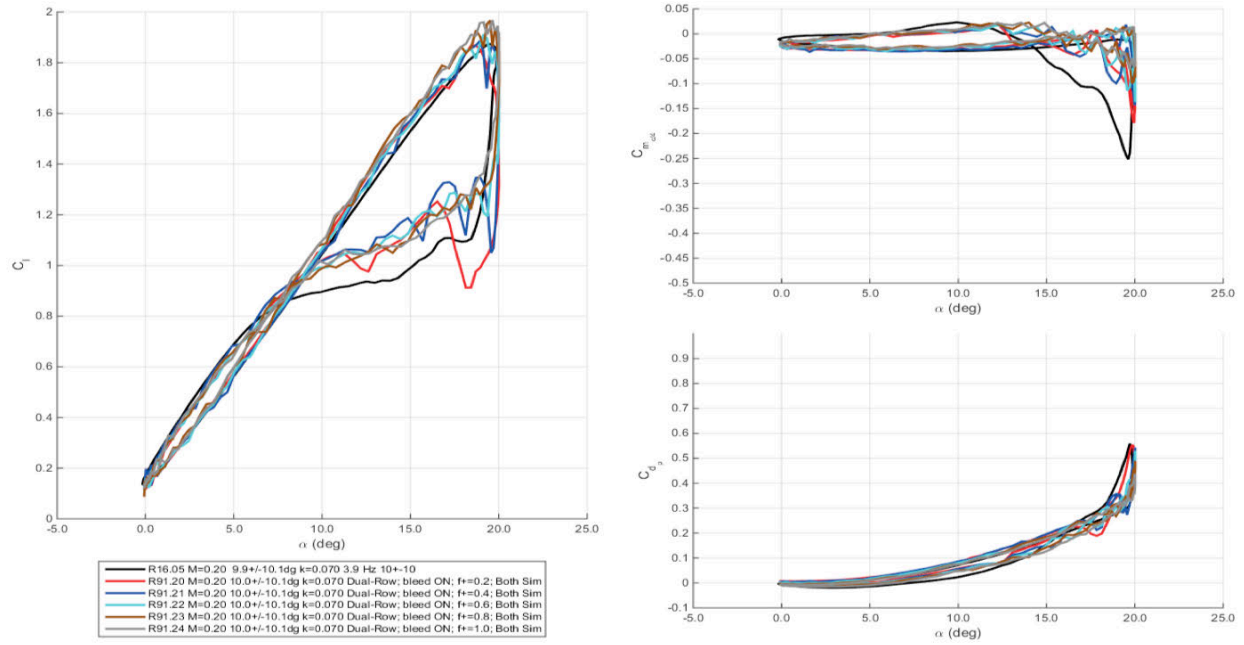 2
1.8
1.6
1.4
1.2
1
0.8
0.6
0.4
0.2
0
-5.0 0.0 5.0 10.0 15.0 20.0 25.0
C_l
α (deg)
R16.05 M=0.20 9.9+/-10.1dg k=0.070 3.9 Hz 10+-10
R91.20 M=0.20 10.0+/-10.1dg k=0.070 Dual-Row; bleed ON; f+=0.2; Both Sim
R91.21 M=0.20 10.0+/-10.1dg k=0.070 Dual-Row; bleed ON; f+=0.4; Both Sim
R91.22 M=0.20 10.0+/-10.1dg k=0.070 Dual-Row; bleed ON; f+=0.6; Both Sim
R91.23 M=0.20 10.0+/-10.1dg k=0.070 Dual-Row; bleed ON; f+=0.8; Both Sim
R91.24 M=0.20 10.0+/-10.1dg k=0.070 Dual-Row; bleed ON; f+=1.0; Both Sim
0.05
0
-0.05
-0.1
-0.15
-0.2
-0.25
-0.3
-0.35
-0.4
-0.45
-0.5
-5.0 0.0 5.0 10.0 15.0 20.0 25.0
α (deg)
0.9
0.8
0.7
0.6
0.5
0.4
0.3
0.2
0.1
0
-0.1
-5.0 0.0 5.0 10.0 15.0 20.0 25.0
C_d_p
α (deg)